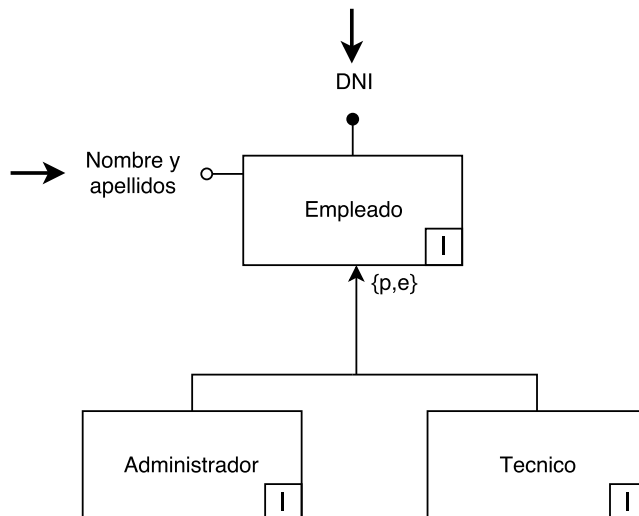 DNI
Nombre y
apellidos
Empleado
I
{p,e}
Administrador
I
Tecnico
I